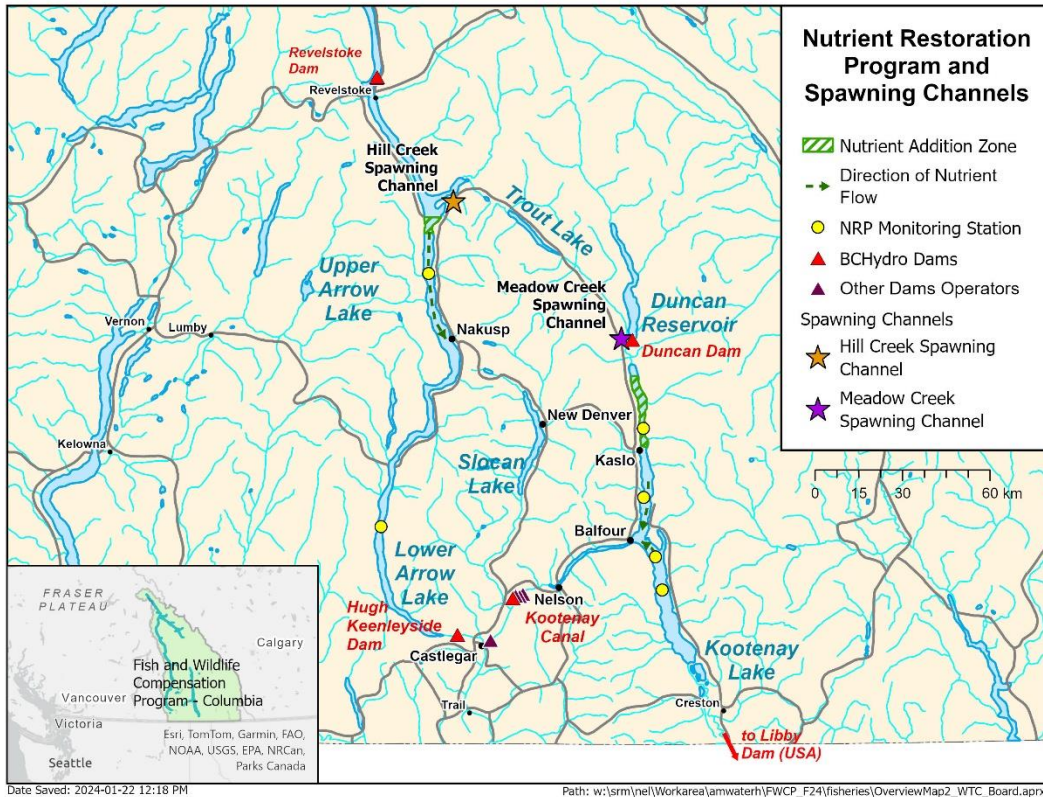 Nutrient Restoration
Program and
Spawning Channels
Nutrient Addition Zone
Direction of Nutrient
Flow
NRP Monitoring Station
BCHydro Dams
Other Dams Operators
Spawning Channels
Hill Creek Spawning
Channel
Meadow Creek
Spawning Channel
0 15 30 60 km
Revelstoke
Dam
Revelstoke
Hill Creek
Spawning
Channel
Trout Lake
Upper
Arrow
Lake
Meadow Creek
Spawning
Channel
Duncan
Reservoir
Duncan Dam
Vernon
Lumby
Nakusp
New Denver
Kelowna
Slocan
Lake
Kaslo
Balfour
Lower
Arrow
Lake
Nelson
Kootenay
Canal
Hugh
Keenleyside
Dam
Castlegar
Kootenay
Lake
Trail
Creston
to Libby
Dam (USA)
FRASER
PLATEAU
Calgary
Fish and Wildlife
Compensation
Program - Columbia
Vancouver
Victoria
Seattle
Esri, TomTom, Garmin, FAO,
NOAA, USGS, EPA, NRCan,
Parks Canada
Date Saved: 2024-01-22 12:18 PM
Path: w:\srm\nel\Workarea\amwaterh\FWCP_F24\fisheries\OverviewMap2_WTC_Board.aprx